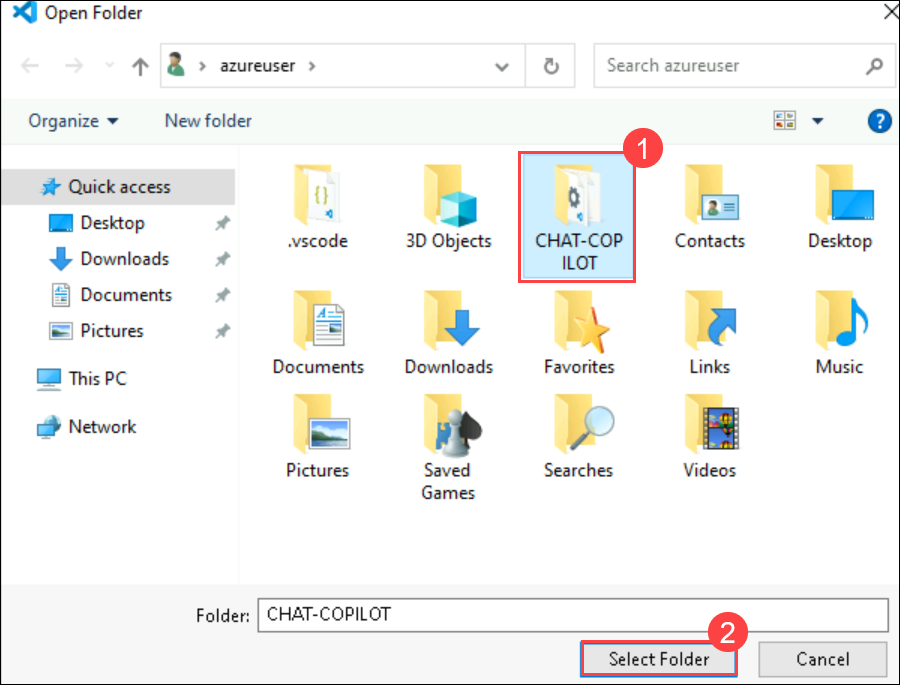 Open Folder
azureuser
Search azureuser
Organize
New folder
?
1
Quick access
Desktop
Downloads
Documents
Pictures
This PC
Network
.vscode
3D Objects
CHAT-COP
ILOT
Contacts
Desktop
Documents
Downloads
Favorites
Links
Music
Pictures
Saved
Games
Searches
Videos
Folder:
CHAT-COPILOT
2
Select Folder
Cancel